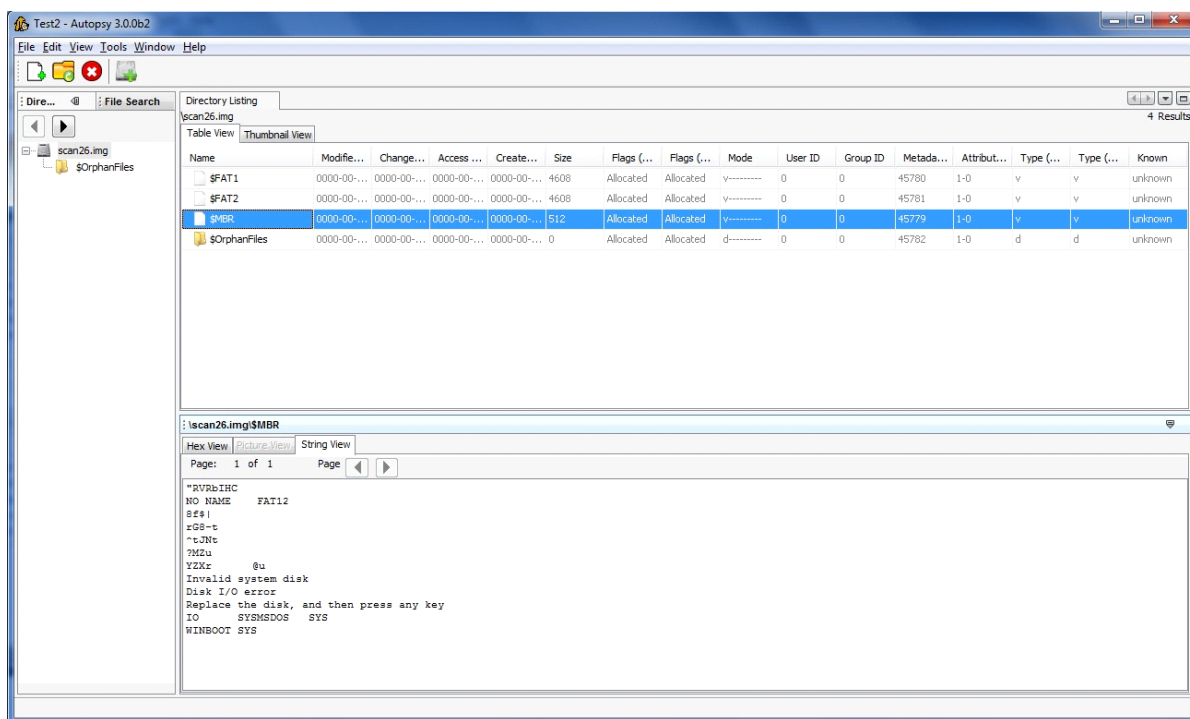 Test2 - Autopsy 3.0.0b2
File Edit View Tools Window Help
Dire... File Search
Directory Listing
\scan26.img
4 Results
Table View Thumbnail View
scan26.img
$OrphanFiles
Name Modifie... Change... Access ... Create... Size Flags (... Flags (... Mode User ID Group ID Metada... Attribut... Type (... Type (... Known
$FAT1 0000-00-... 0000-00-... 0000-00-... 0000-00-... 4608 Allocated Allocated v--------- 0 0 45780 1-0 v v unknown
$FAT2 0000-00-... 0000-00-... 0000-00-... 0000-00-... 4608 Allocated Allocated v--------- 0 0 45781 1-0 v v unknown
$MBR 0000-00-... 0000-00-... 0000-00-... 0000-00-... 512 Allocated Allocated v--------- 0 0 45779 1-0 v v unknown
$OrphanFiles 0000-00-... 0000-00-... 0000-00-... 0000-00-... 0 Allocated Allocated d--------- 0 0 45782 1-0 d d unknown
\scan26.img\$MBR
Hex View Picture View String View
Page: 1 of 1 Page
"RVRbIHC
NO NAME FAT12
8f$|
rG8-t
^tJNt
?MZu
YZXr @u
Invalid system disk
Disk I/O error
Replace the disk, and then press any key
IO SYSMSDOS SYS
WINBOOT SYS